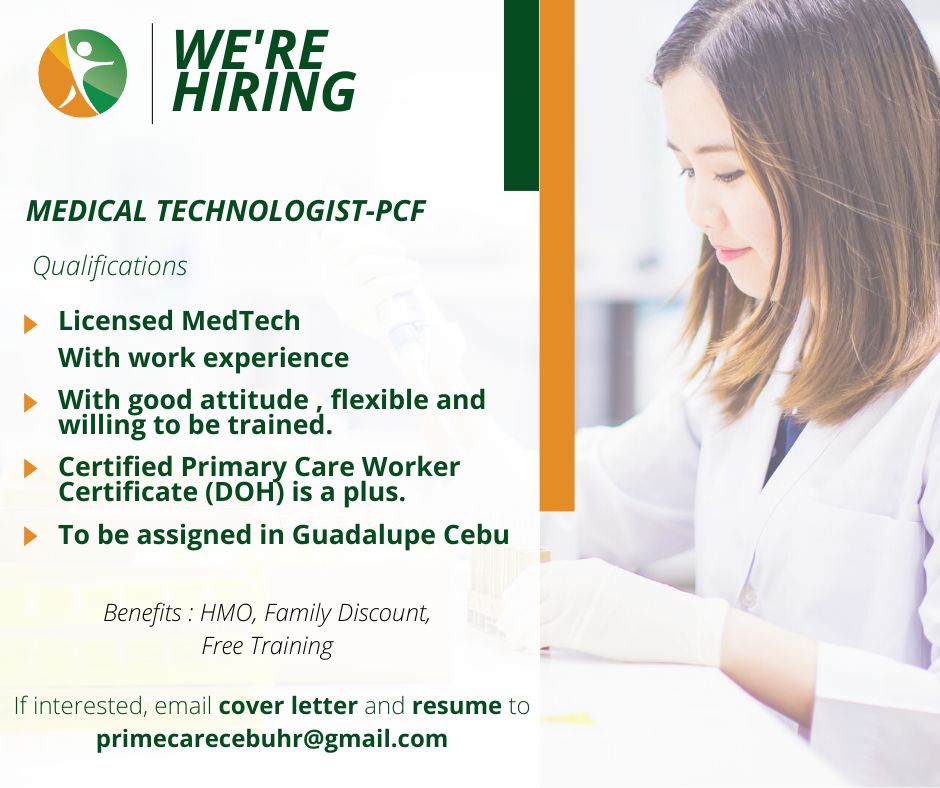 WE'RE
HIRING
MEDICAL TECHNOLOGIST-PCF
Qualifications
Licensed MedTech
With work experience
With good attitude , flexible and
willing to be trained.
Certified Primary Care Worker
Certificate (DOH) is a plus.
To be assigned in Guadalupe Cebu
Benefits : HMO, Family Discount,
Free Training
If interested, email cover letter and resume to
primecarecebuhr@gmail.com